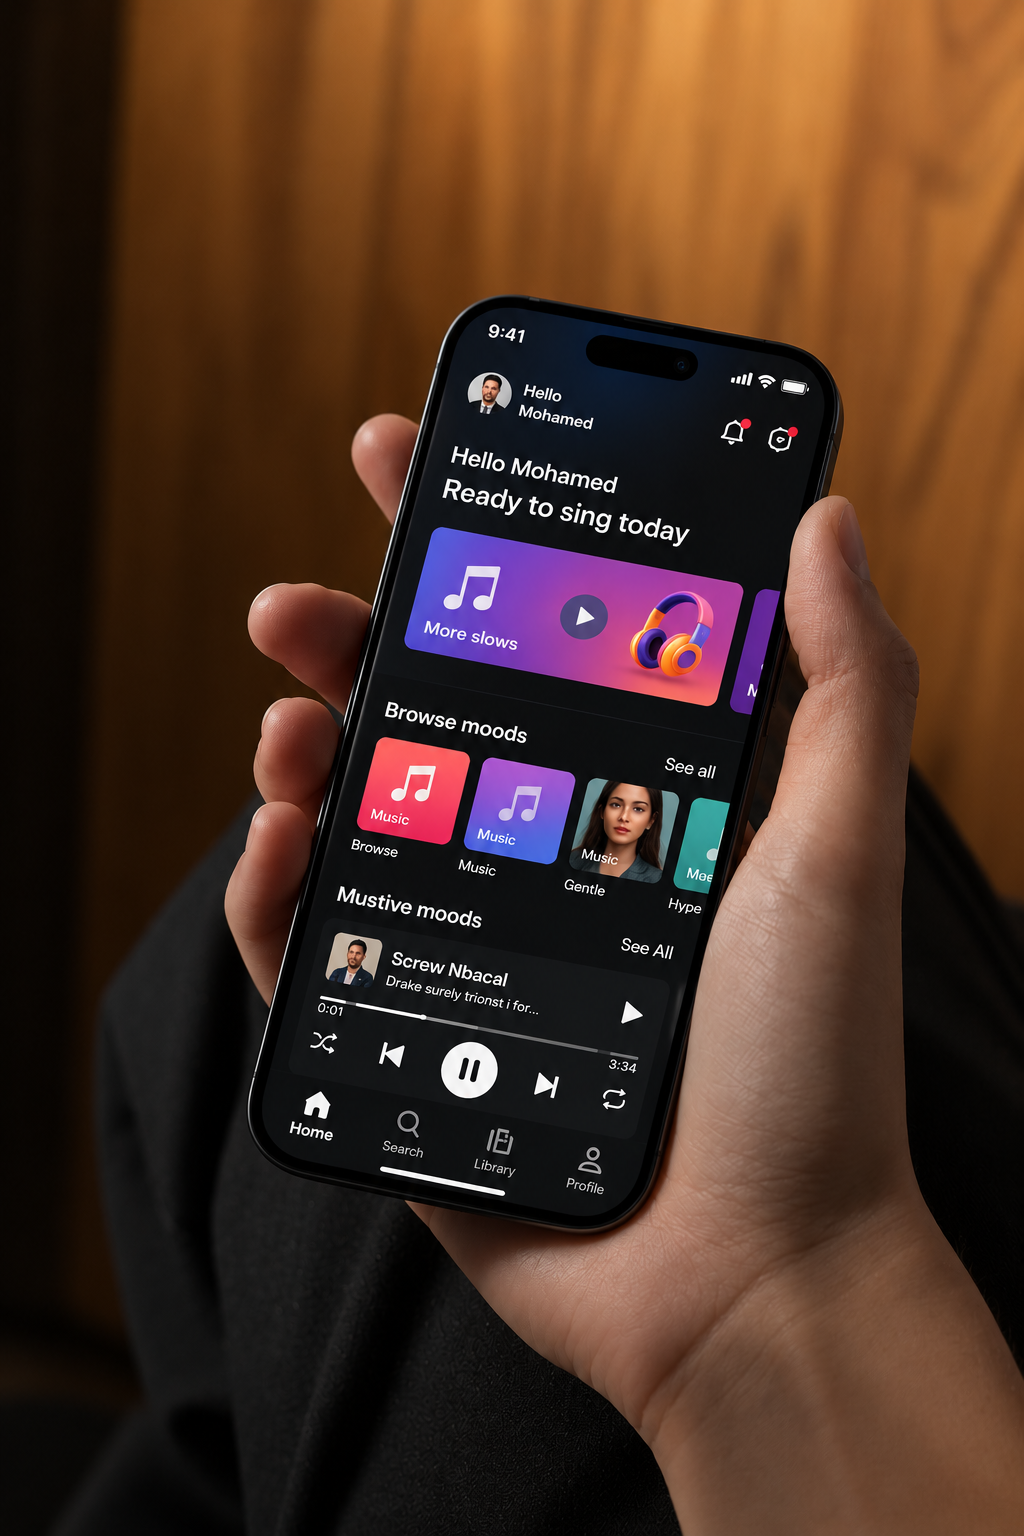 9:41
Hello
Mohamed
Hello Mohamed
Ready to sing today
More slows
Browse moods
See all
Music
Music
Music
Browse
Music
Gentle
Hype
Mustive moods
See All
Screw Nbacal
Drake surely trionst i for...
0:01
3:34
Home
Search
Library
Profile